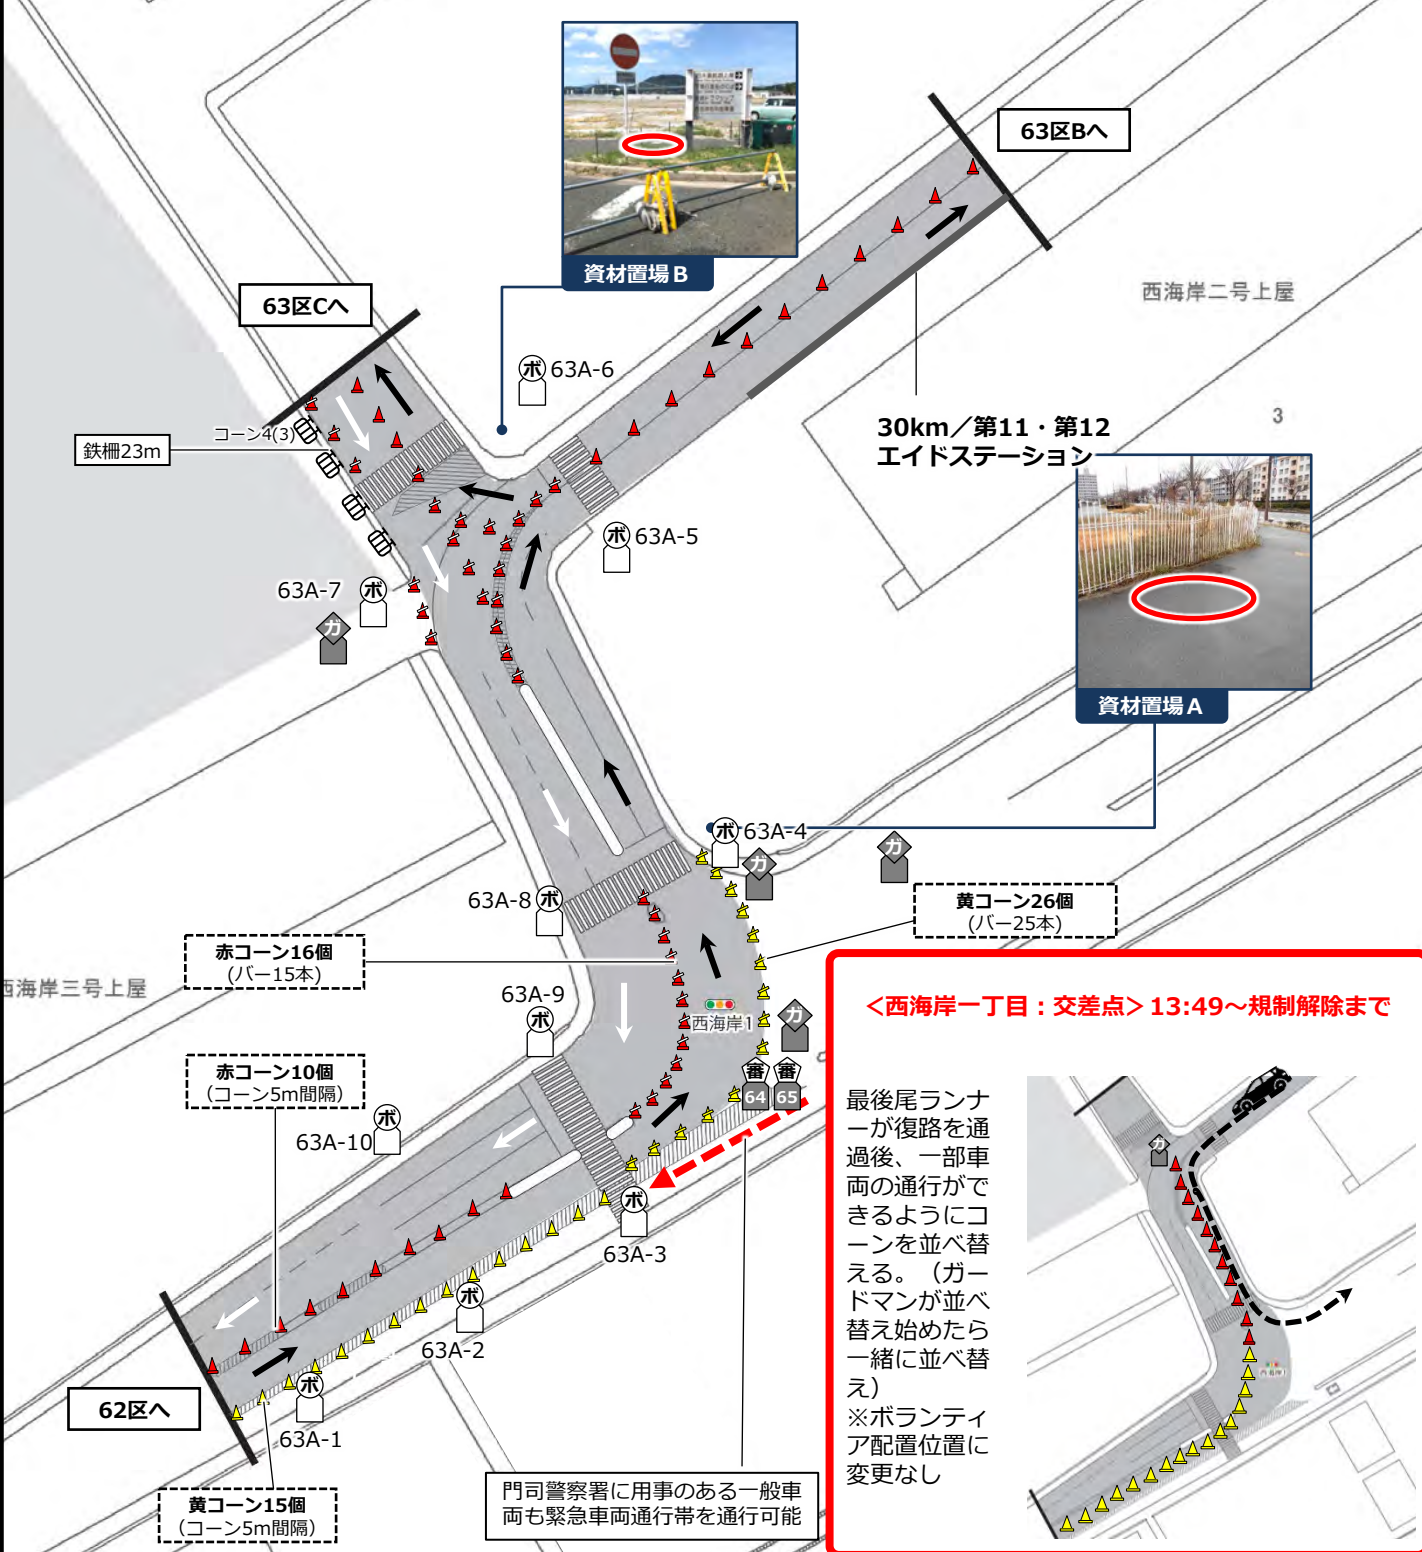 63区Bへ
資材置場B
西海岸二号上屋
63区Cへ
ボ 63A-6
コーン4(3)
鉄柵23m
30km／第11・第12
エイドステーション
3
ボ 63A-5
63A-7 ボ
ガ
資材置場A
ボ 63A-4
ガ
ガ
63A-8 ボ
黄コーン26個
(バー25本)
赤コーン16個
(バー15本)
西海岸三号上屋
63A-9
ボ
西海岸1
ガ
赤コーン10個
（コーン5m間隔）
審 審
64 65
63A-10 ボ
ボ
63A-3
ボ
63A-2
62区へ
ボ
63A-1
黄コーン15個
（コーン5m間隔）
門司警察署に用事のある一般車
両も緊急車両通行帯を通行可能
＜西海岸一丁目：交差点＞13:49～規制解除まで
最後尾ランナ
ーが復路を通
過後、一部車
両の通行がで
きるようにコ
ーンを並べ替
える。（ガー
ドマンが並べ
替え始めたら
一緒に並べ替
え）
※ボランティ
ア配置位置に
変更なし
ガ
西海岸1